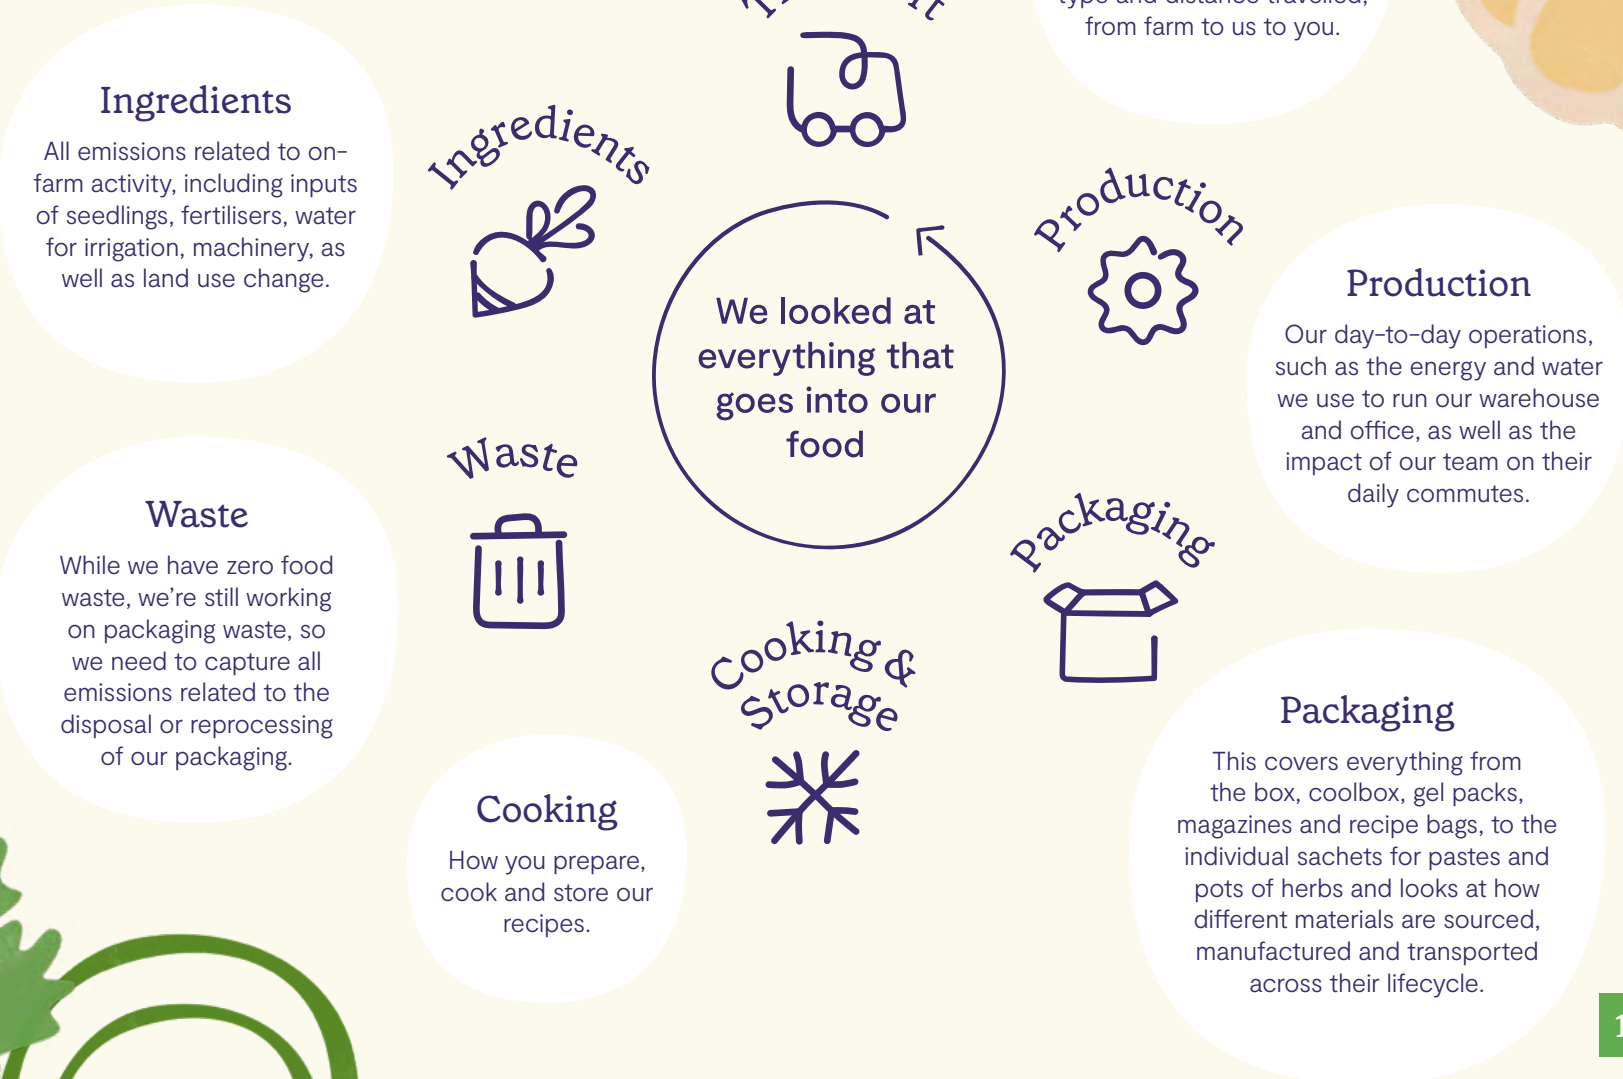 type and distance travelled,
from farm to us to you.
Ingredients
All emissions related to on-
farm activity, including inputs
of seedlings, fertilisers, water
for irrigation, machinery, as
well as land use change.
Ingredients
Production
We looked at
everything that
goes into our
food
Production
Our day-to-day operations,
such as the energy and water
we use to run our warehouse
and office, as well as the
impact of our team on their
daily commutes.
Waste
Waste
While we have zero food
waste, we're still working
on packaging waste, so
we need to capture all
emissions related to the
disposal or reprocessing
of our packaging.
Packaging
Cooking &
Storage
Packaging
This covers everything from
the box, coolbox, gel packs,
magazines and recipe bags, to the
individual sachets for pastes and
pots of herbs and looks at how
different materials are sourced,
manufactured and transported
across their lifecycle.
Cooking
How you prepare,
cook and store our
recipes.